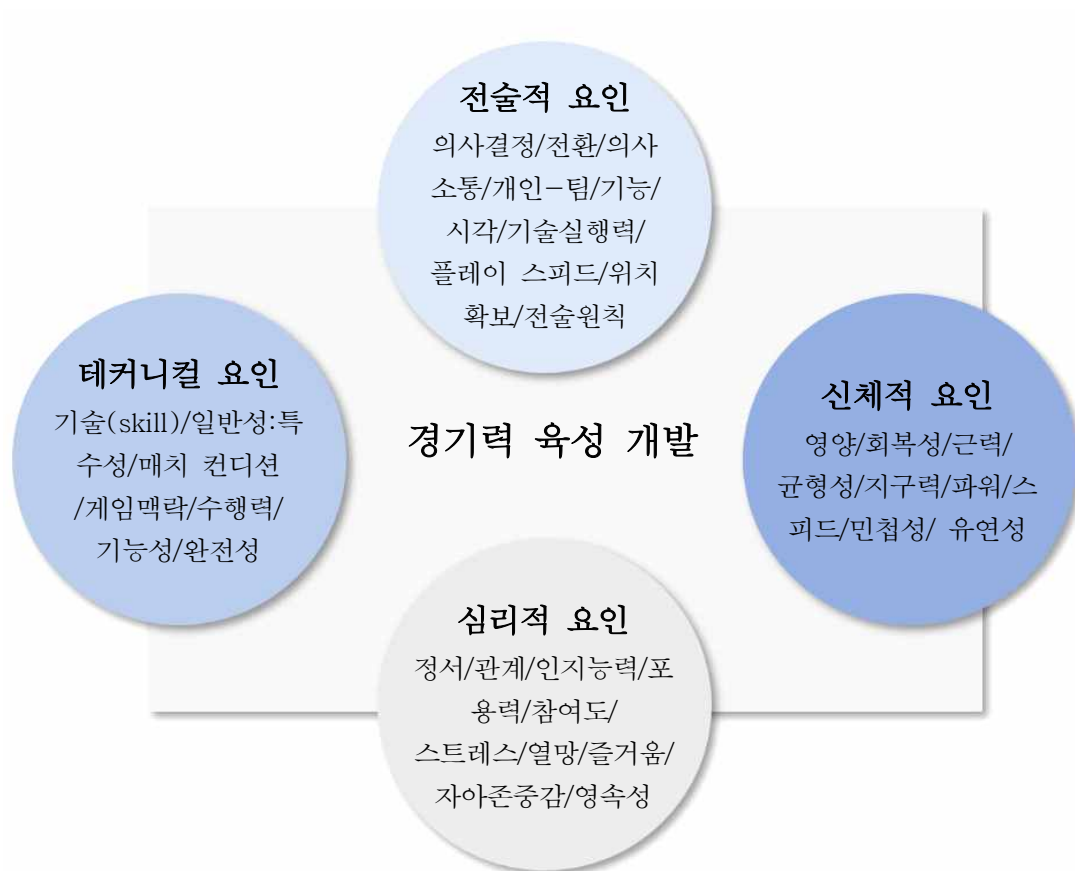 전술적 요인
의사결정/전환/의사
소통/개인-팀/기능/
시각/기술실행력/
플레이 스피드/위치
확보/전술원칙
테커니컬 요인
기술(skill)/일반성:특
수성/매치 컨디션
/게임맥락/수행력/
기능성/완전성
경기력 육성 개발
신체적 요인
영양/회복성/근력/
균형성/지구력/파워/스
피드/민첩성/ 유연성
심리적 요인
정서/관계/인지능력/포
용력/참여도/
스트레스/열망/즐거움/
자아존중감/영속성